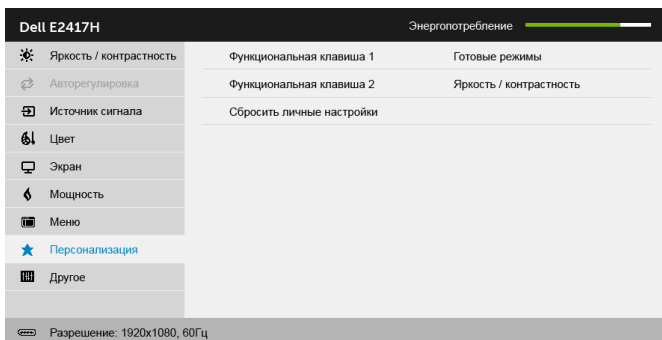 Dell E2417H Энергопотребление
Яркость / контрастность Функциональная клавиша 1 Готовые режимы
Авторегулировка Функциональная клавиша 2 Яркость / контрастность
Источник сигнала Сбросить личные настройки
Цвет
Экран
Мощность
Меню
Персонализация
Другое
Разрешение: 1920x1080, 60Гц